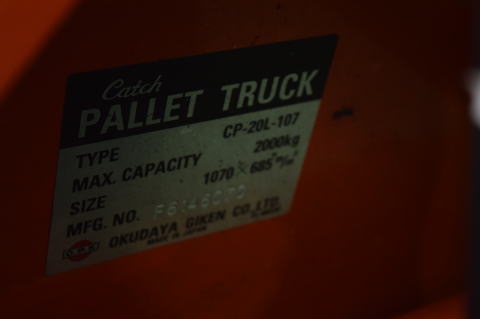 Catch
PALLET TRUCK
TYPE CP-20L-107
MAX. CAPACITY 2000kg
SIZE 1070 × 685 m/m
MFG. NO.
OKUDAYA GIKEN CO.LTD.
MADE IN JAPAN